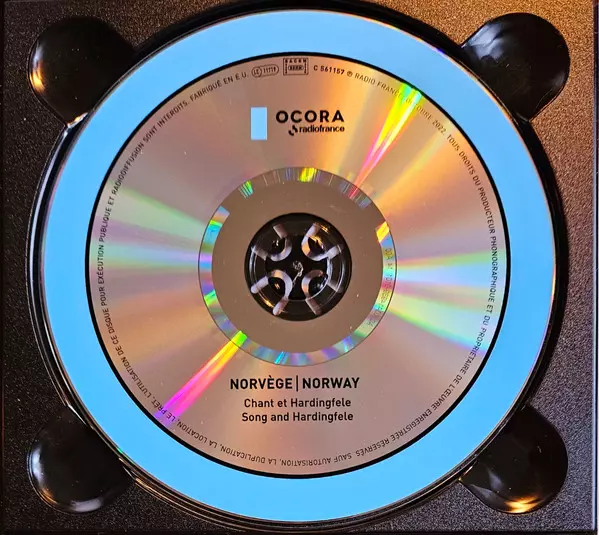 FABRIQUÉ EN E.U.
SACEM
C 561157 ℗ RADIO FRANCE OCTOBRE 2022. TOUS DROITS DU PRODUCTEUR PHONOGRAPHIQUE ET DU PROPRIÉTAIRE DE L'ŒUVRE ENREGISTRÉE RÉSERVÉS. SAUF AUTORISATION, LA DUPLICATION, LA LOCATION, LE PRÊT, L'UTILISATION DE CE DISQUE POUR EXÉCUTION PUBLIQUE ET RADIODIFFUSION SONT INTERDITS.
OCORA
radiofrance
NORVÈGE | NORWAY
Chant et Hardingfele
Song and Hardingfele